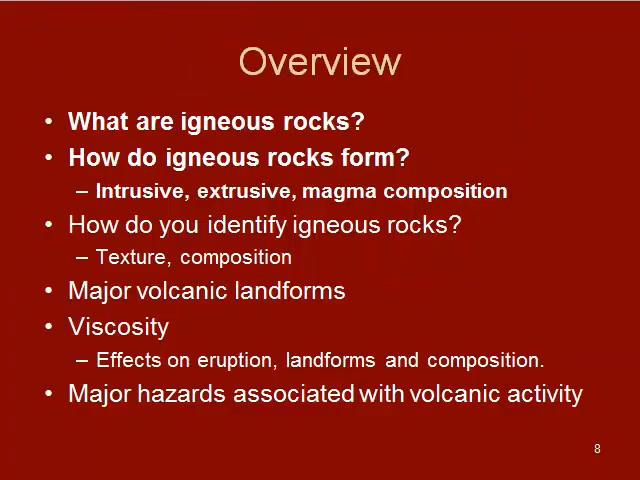 Overview
• What are igneous rocks?
• How do igneous rocks form?
– Intrusive, extrusive, magma composition
• How do you identify igneous rocks?
– Texture, composition
• Major volcanic landforms
• Viscosity
– Effects on eruption, landforms and composition.
• Major hazards associated with volcanic activity
8